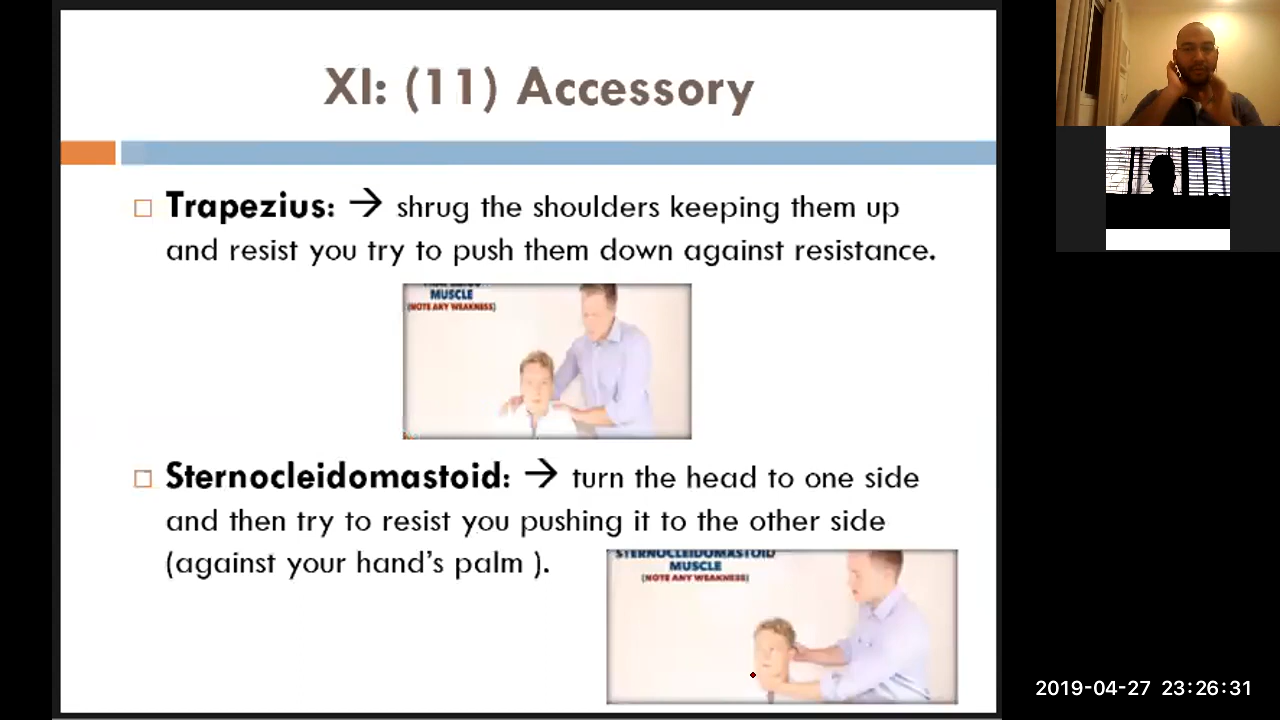 XI: (11) Accessory
Trapezius: → shrug the shoulders keeping them up
and resist you try to push them down against resistance.
MUSCLE
(NOTE ANY WEAKNESS)
Sternocleidomastoid: → turn the head to one side
and then try to resist you pushing it to the other side
(against your hand's palm ).
STERNOCLEIDOMASTOID
MUSCLE
(NOTE ANY WEAKNESS)
2019-04-27 23:26:31